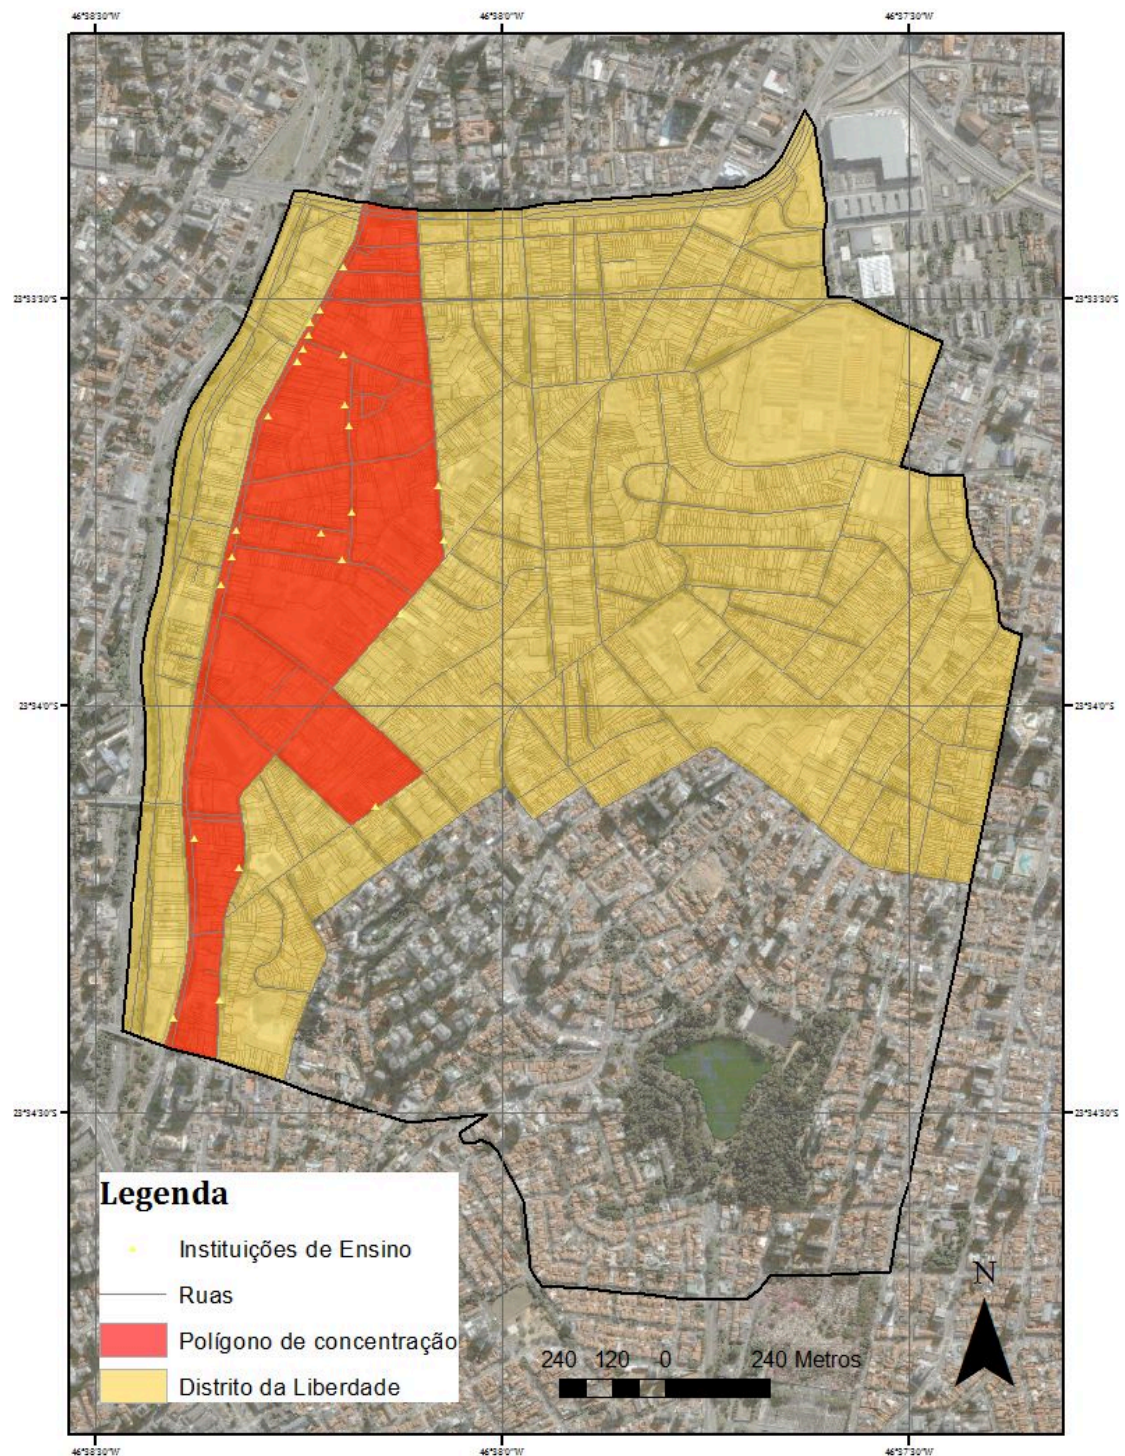 46°38'30"W 46°38'0"W 46°37'30"W
23°33'30"S 23°33'30"S
23°34'0"S 23°34'0"S
23°34'30"S 23°34'30"S
Legenda
Instituições de Ensino
Ruas
Polígono de concentração
Distrito da Liberdade
N
240 120 0 240 Metros
46°38'30"W 46°38'0"W 46°37'30"W